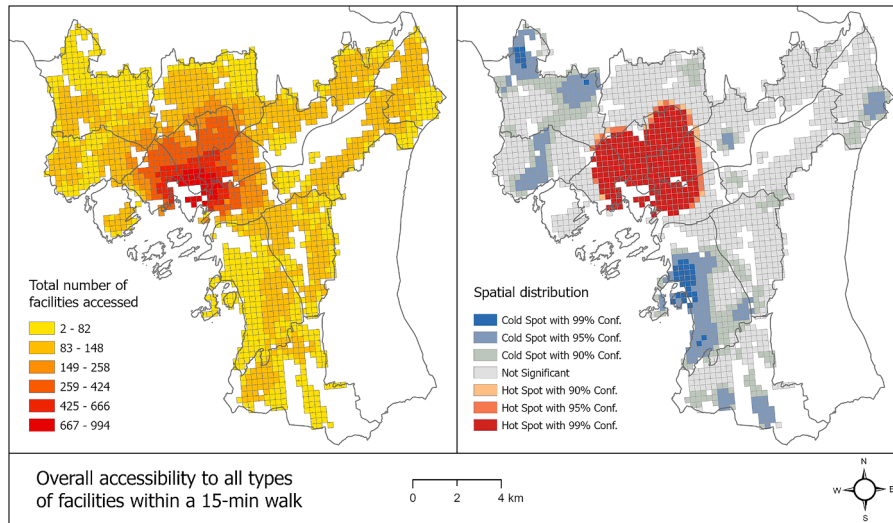 Total number of
facilities accessed
2 - 82
83 - 148
149 - 258
259 - 424
425 - 666
667 - 994
Spatial distribution
Cold Spot with 99% Conf.
Cold Spot with 95% Conf.
Cold Spot with 90% Conf.
Not Significant
Hot Spot with 90% Conf.
Hot Spot with 95% Conf.
Hot Spot with 99% Conf.
Overall accessibility to all types
of facilities within a 15-min walk
0 2 4 km
N
W E
S